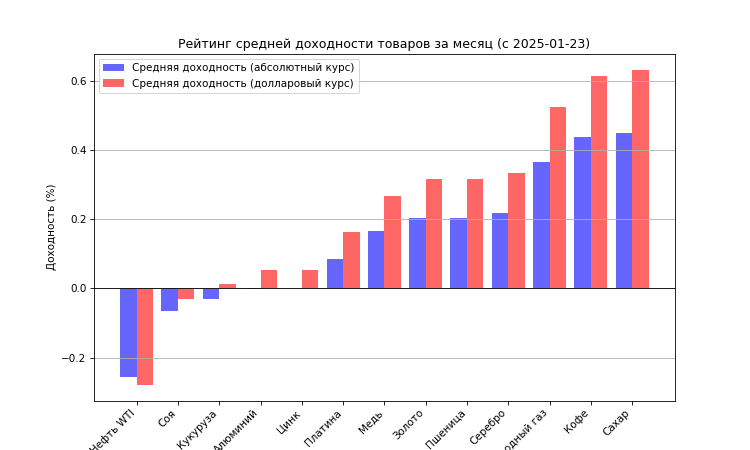 Рейтинг средней доходности товаров за месяц (с 2025-01-23)
Средняя доходность (абсолютный курс)
Средняя доходность (долларовый курс)
Доходность (%)
0.6
0.4
0.2
0.0
−0.2
Нефть WTI
Соя
Кукуруза
Алюминий
Цинк
Платина
Медь
Золото
Пшеница
Серебро
газ
Кофе
Сахар